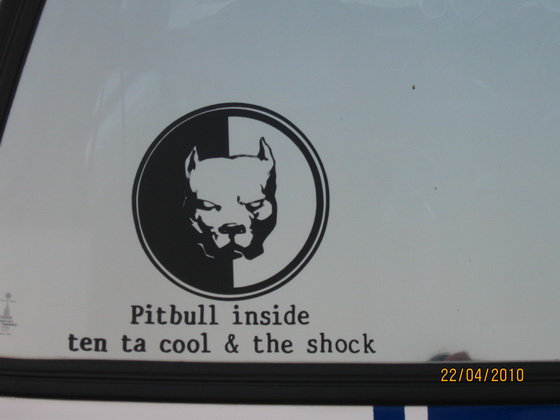 Pitbull inside
ten ta cool & the shock
22/04/2010